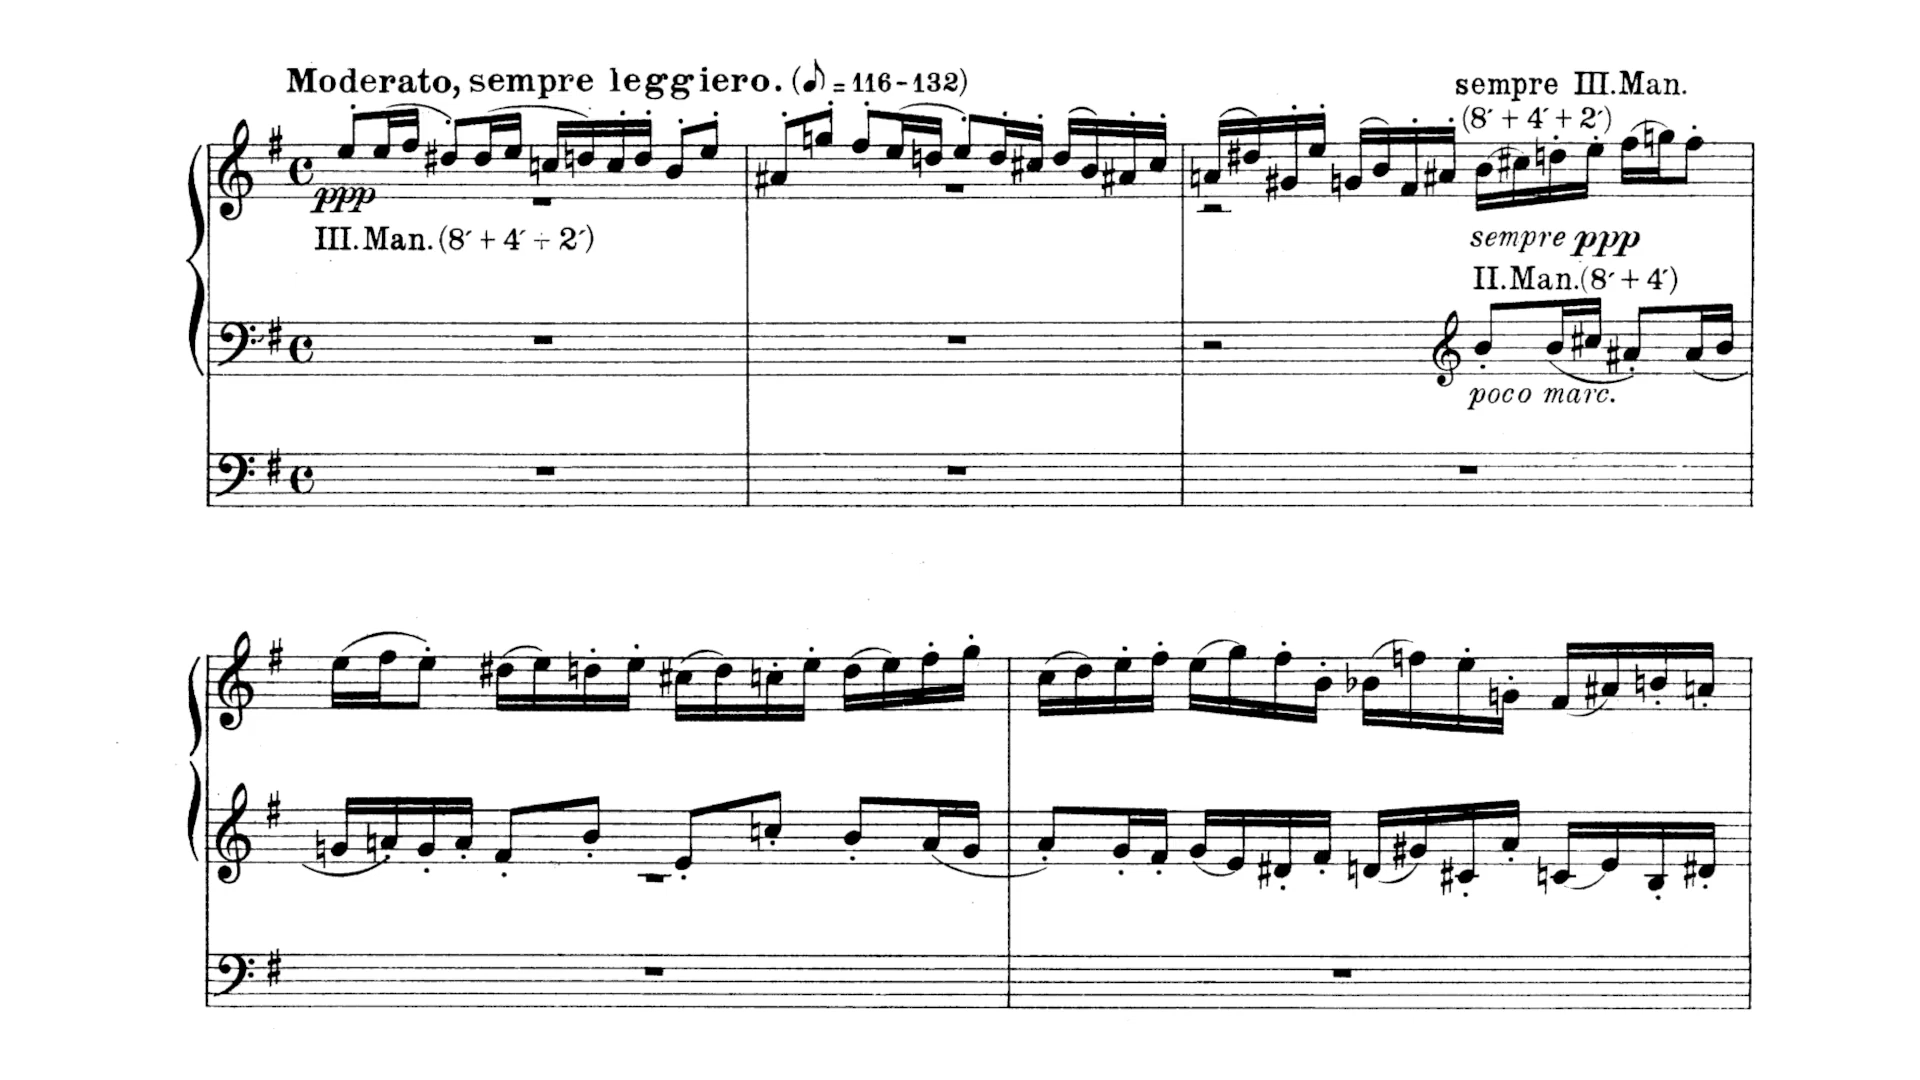 Moderato, sempre leggiero. (♪ = 116-132)
sempre III. Man.
(8′ + 4′ + 2′)
ppp
III. Man. (8′ + 4′ ÷ 2′)
sempre ppp
II. Man. (8′ + 4′)
poco marc.